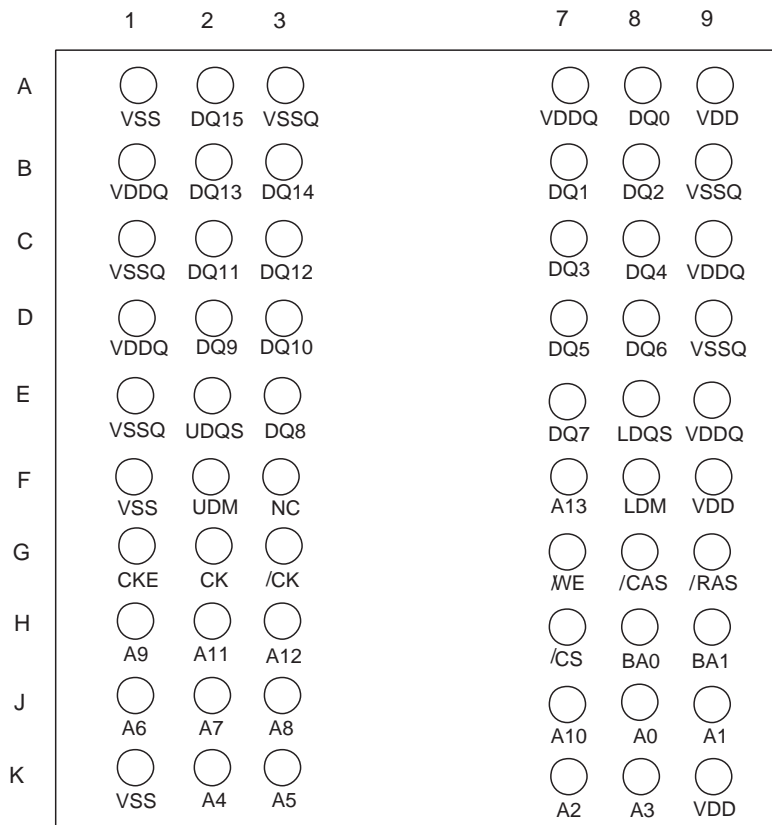 1 2 3 7 8 9
A
VSS DQ15 VSSQ VDDQ DQ0 VDD
B
VDDQ DQ13 DQ14 DQ1 DQ2 VSSQ
C
VSSQ DQ11 DQ12 DQ3 DQ4 VDDQ
D
VDDQ DQ9 DQ10 DQ5 DQ6 VSSQ
E
VSSQ UDQS DQ8 DQ7 LDQS VDDQ
F
VSS UDM NC A13 LDM VDD
G
CKE CK /CK /WE /CAS /RAS
H
A9 A11 A12 /CS BA0 BA1
J
A6 A7 A8 A10 A0 A1
K
VSS A4 A5 A2 A3 VDD